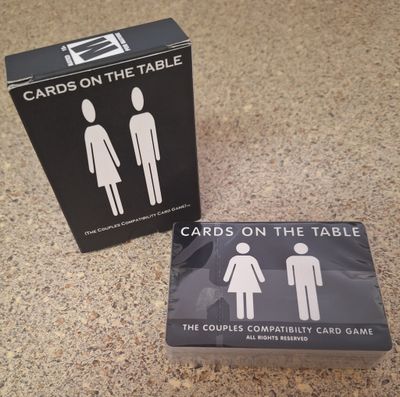 CARDS ON THE TABLE
(THE COUPLES COMPATIBILITY CARD GAME)...
CARDS ON THE TABLE
THE COUPLES COMPATIBILTY CARD GAME
ALL RIGHTS RESERVED